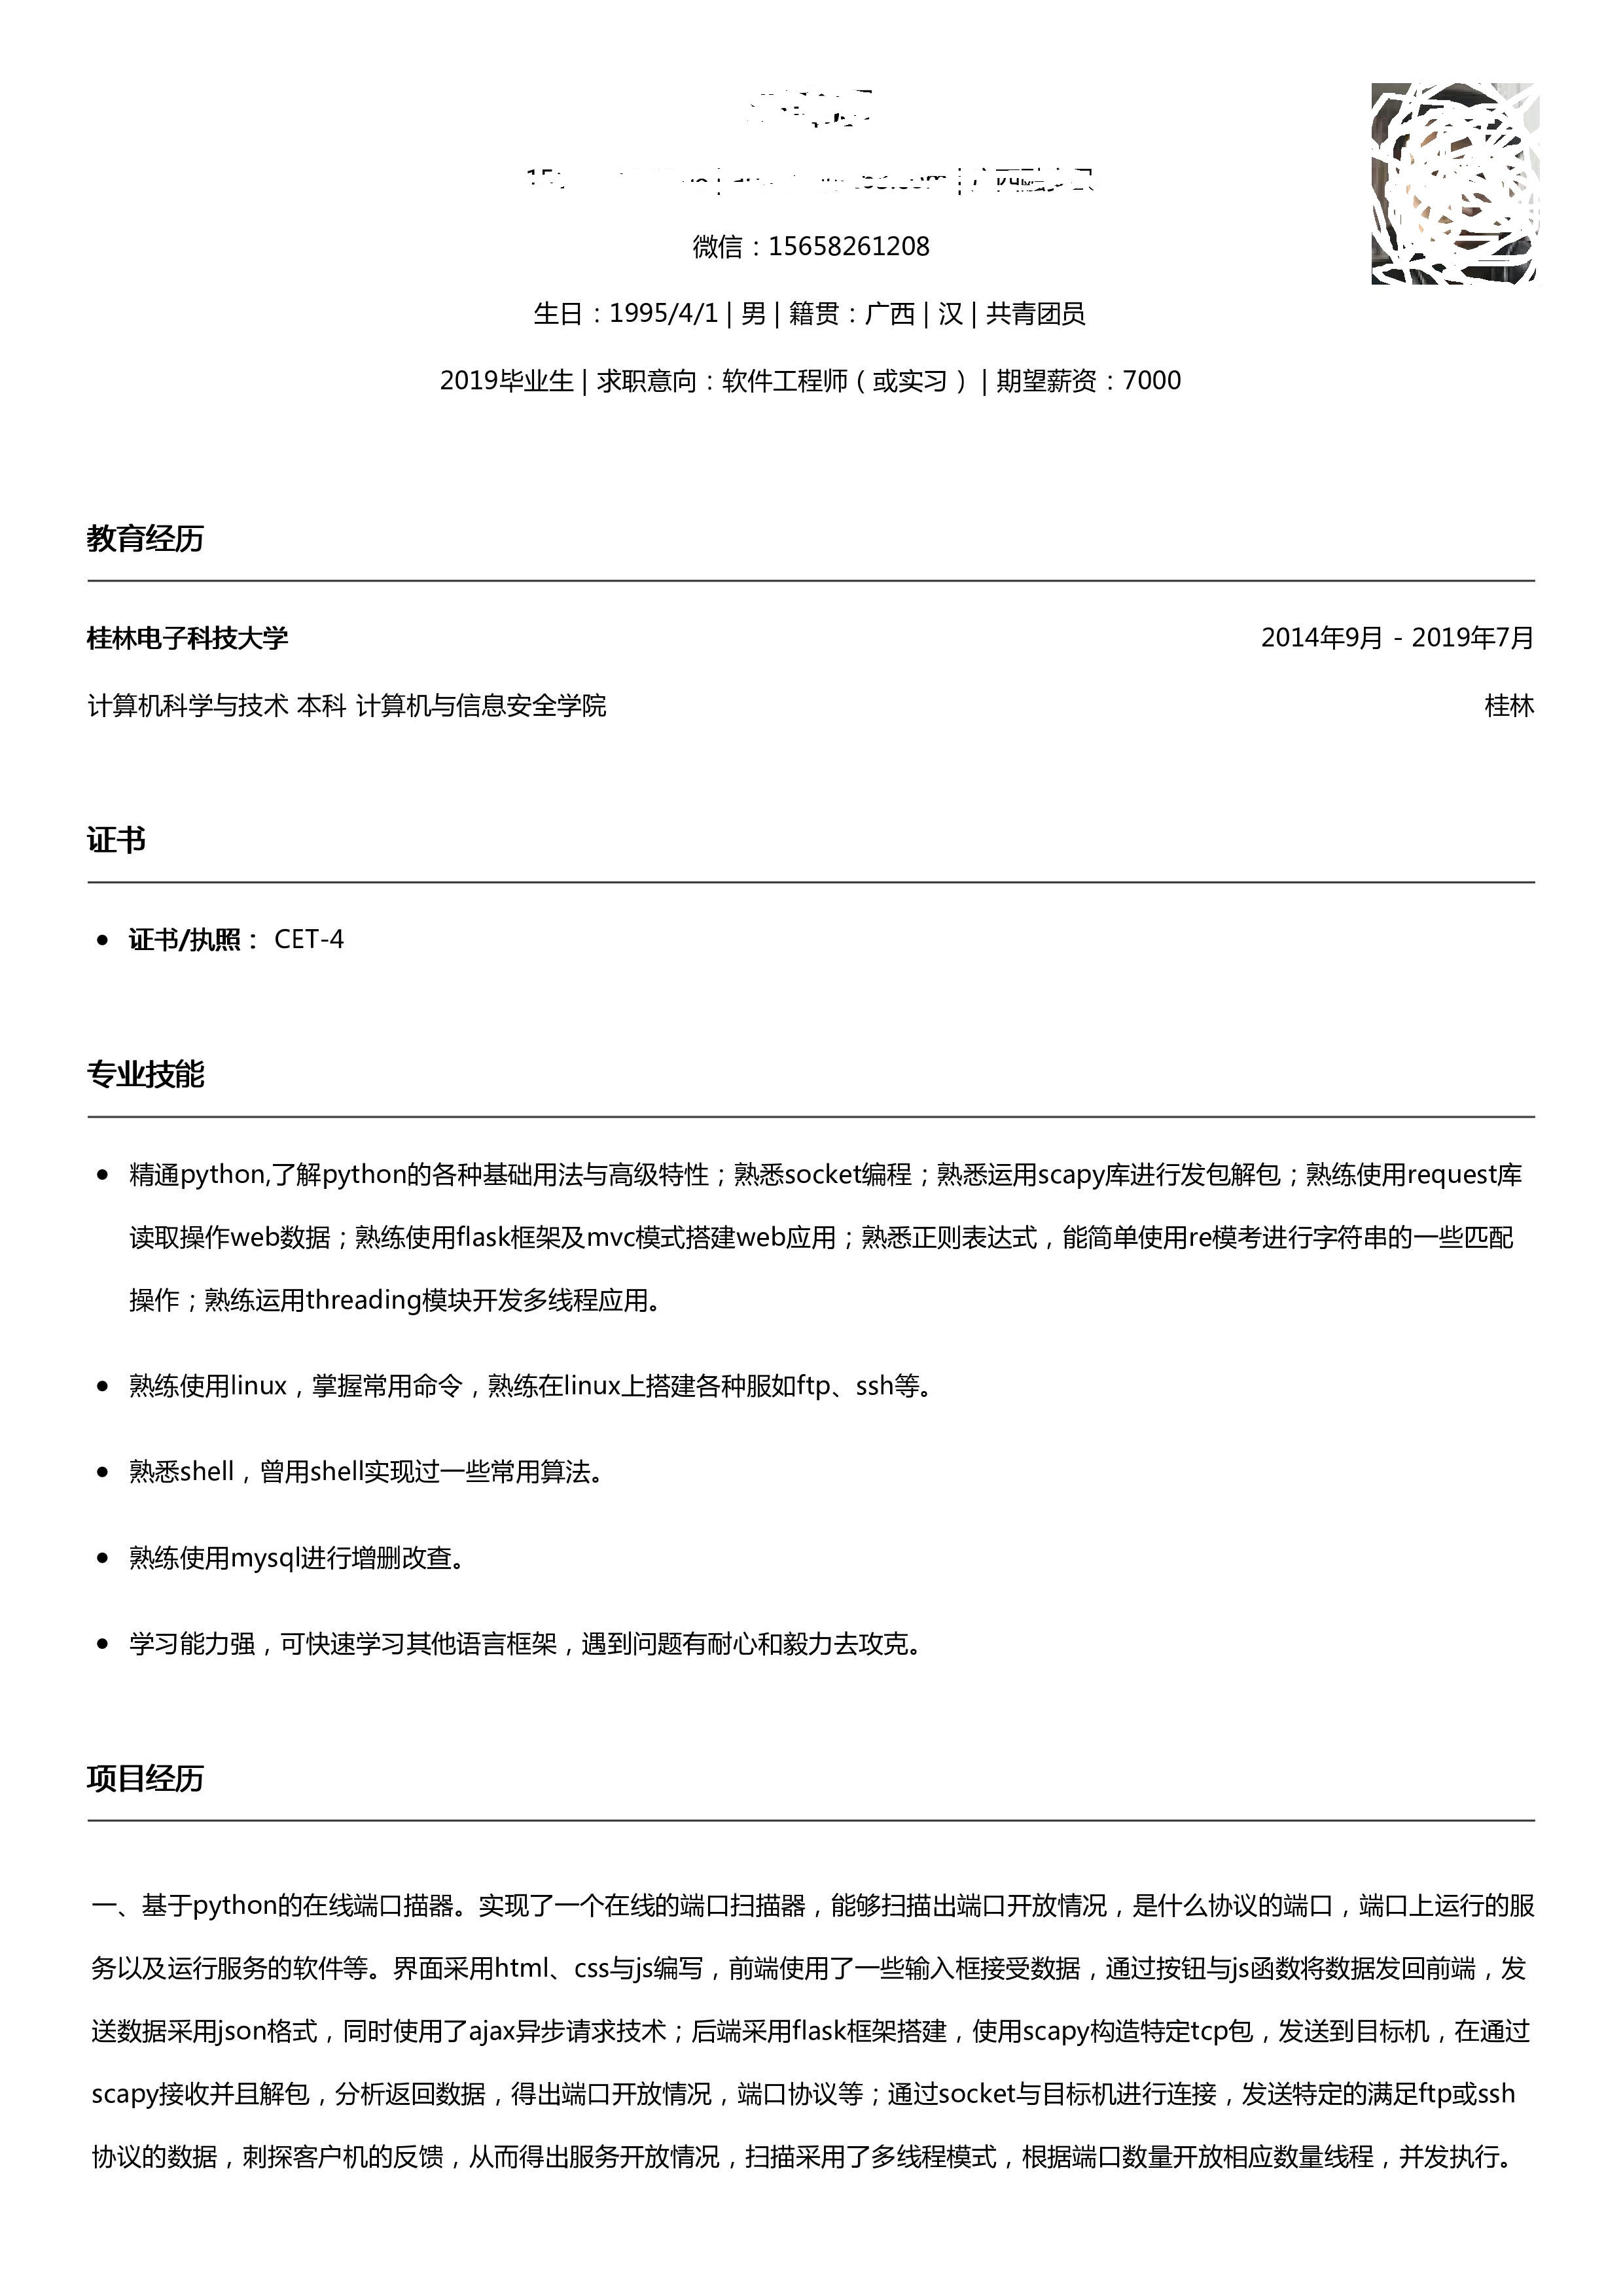 微信：15658261208
生日：1995/4/1 | 男 | 籍贯：广西 | 汉 | 共青团员
2019毕业生 | 求职意向：软件工程师（或实习） | 期望薪资：7000
教育经历
桂林电子科技大学 2014年9月 - 2019年7月
计算机科学与技术 本科 计算机与信息安全学院 桂林
证书
• 证书/执照： CET-4
专业技能
• 精通python,了解python的各种基础用法与高级特性；熟悉socket编程；熟悉运用scapy库进行发包解包；熟练使用request库
读取操作web数据；熟练使用flask框架及mvc模式搭建web应用；熟悉正则表达式，能简单使用re模考进行字符串的一些匹配
操作；熟练运用threading模块开发多线程应用。
• 熟练使用linux，掌握常用命令，熟练在linux上搭建各种服如ftp、ssh等。
• 熟悉shell，曾用shell实现过一些常用算法。
• 熟练使用mysql进行增删改查。
• 学习能力强，可快速学习其他语言框架，遇到问题有耐心和毅力去攻克。
项目经历
一、基于python的在线端口描器。实现了一个在线的端口扫描器，能够扫描出端口开放情况，是什么协议的端口，端口上运行的服
务以及运行服务的软件等。界面采用html、css与js编写，前端使用了一些输入框接受数据，通过按钮与js函数将数据发回前端，发
送数据采用json格式，同时使用了ajax异步请求技术；后端采用flask框架搭建，使用scapy构造特定tcp包，发送到目标机，在通过
scapy接收并且解包，分析返回数据，得出端口开放情况，端口协议等；通过socket与目标机进行连接，发送特定的满足ftp或ssh
协议的数据，刺探客户机的反馈，从而得出服务开放情况，扫描采用了多线程模式，根据端口数量开放相应数量线程，并发执行。